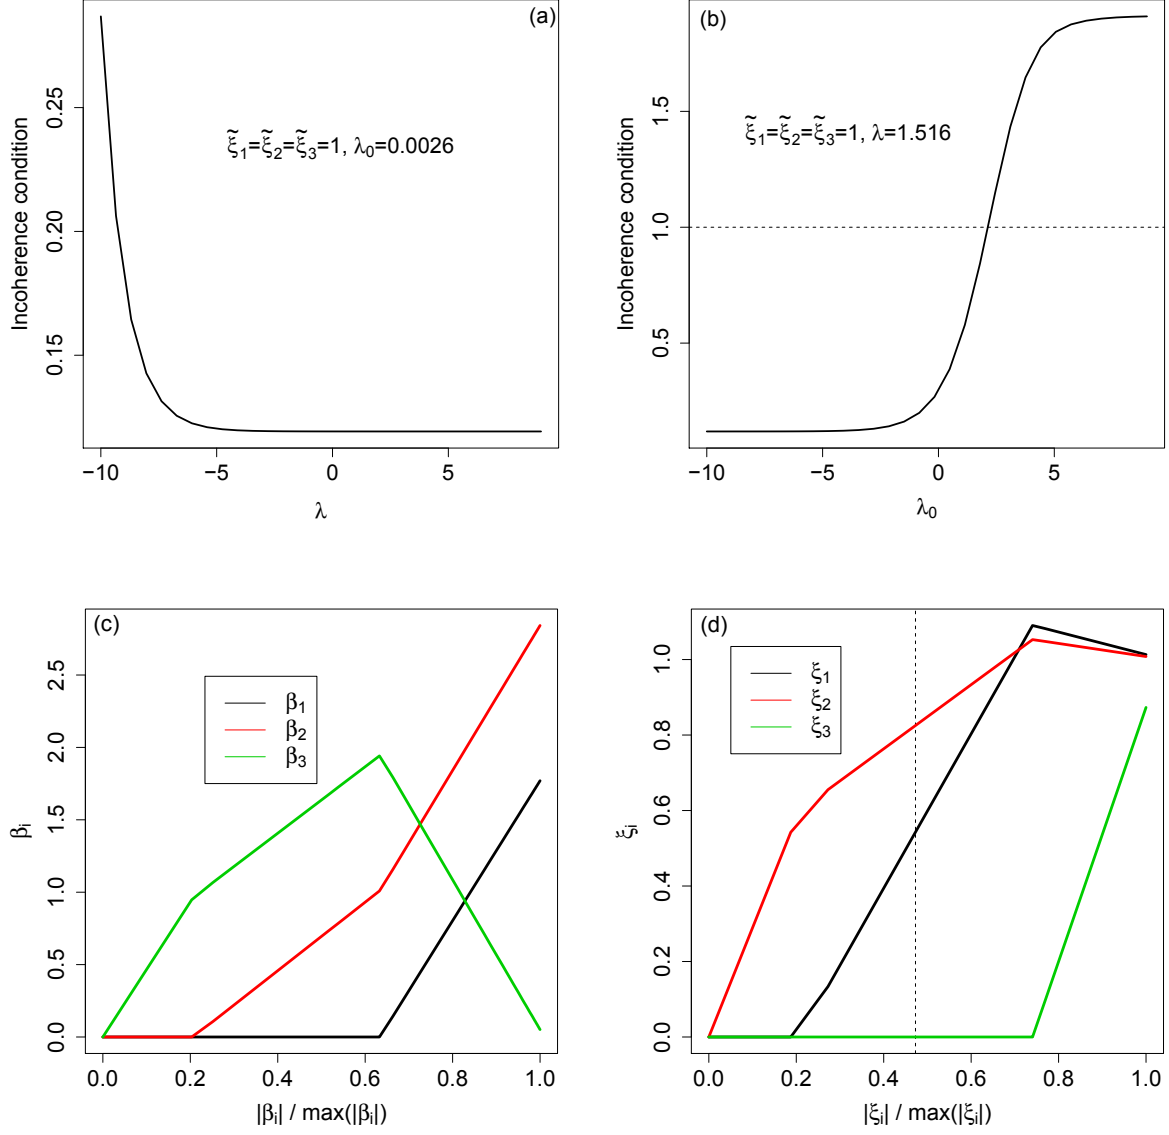 (a)
Incoherence condition
0.25
0.20
0.15
ξ̃₁=ξ̃₂=ξ̃₃=1, λ₀=0.0026
−10
−5
0
5
λ
(b)
Incoherence condition
1.5
1.0
0.5
ξ̃₁=ξ̃₂=ξ̃₃=1, λ=1.516
−10
−5
0
5
λ₀
(c)
βᵢ
2.5
2.0
1.5
1.0
0.5
0.0
β₁
β₂
β₃
0.0
0.2
0.4
0.6
0.8
1.0
|βᵢ| / max(|βᵢ|)
(d)
ξᵢ
1.0
0.8
0.6
0.4
0.2
0.0
ξ₁
ξ₂
ξ₃
0.0
0.2
0.4
0.6
0.8
1.0
|ξᵢ| / max(|ξᵢ|)